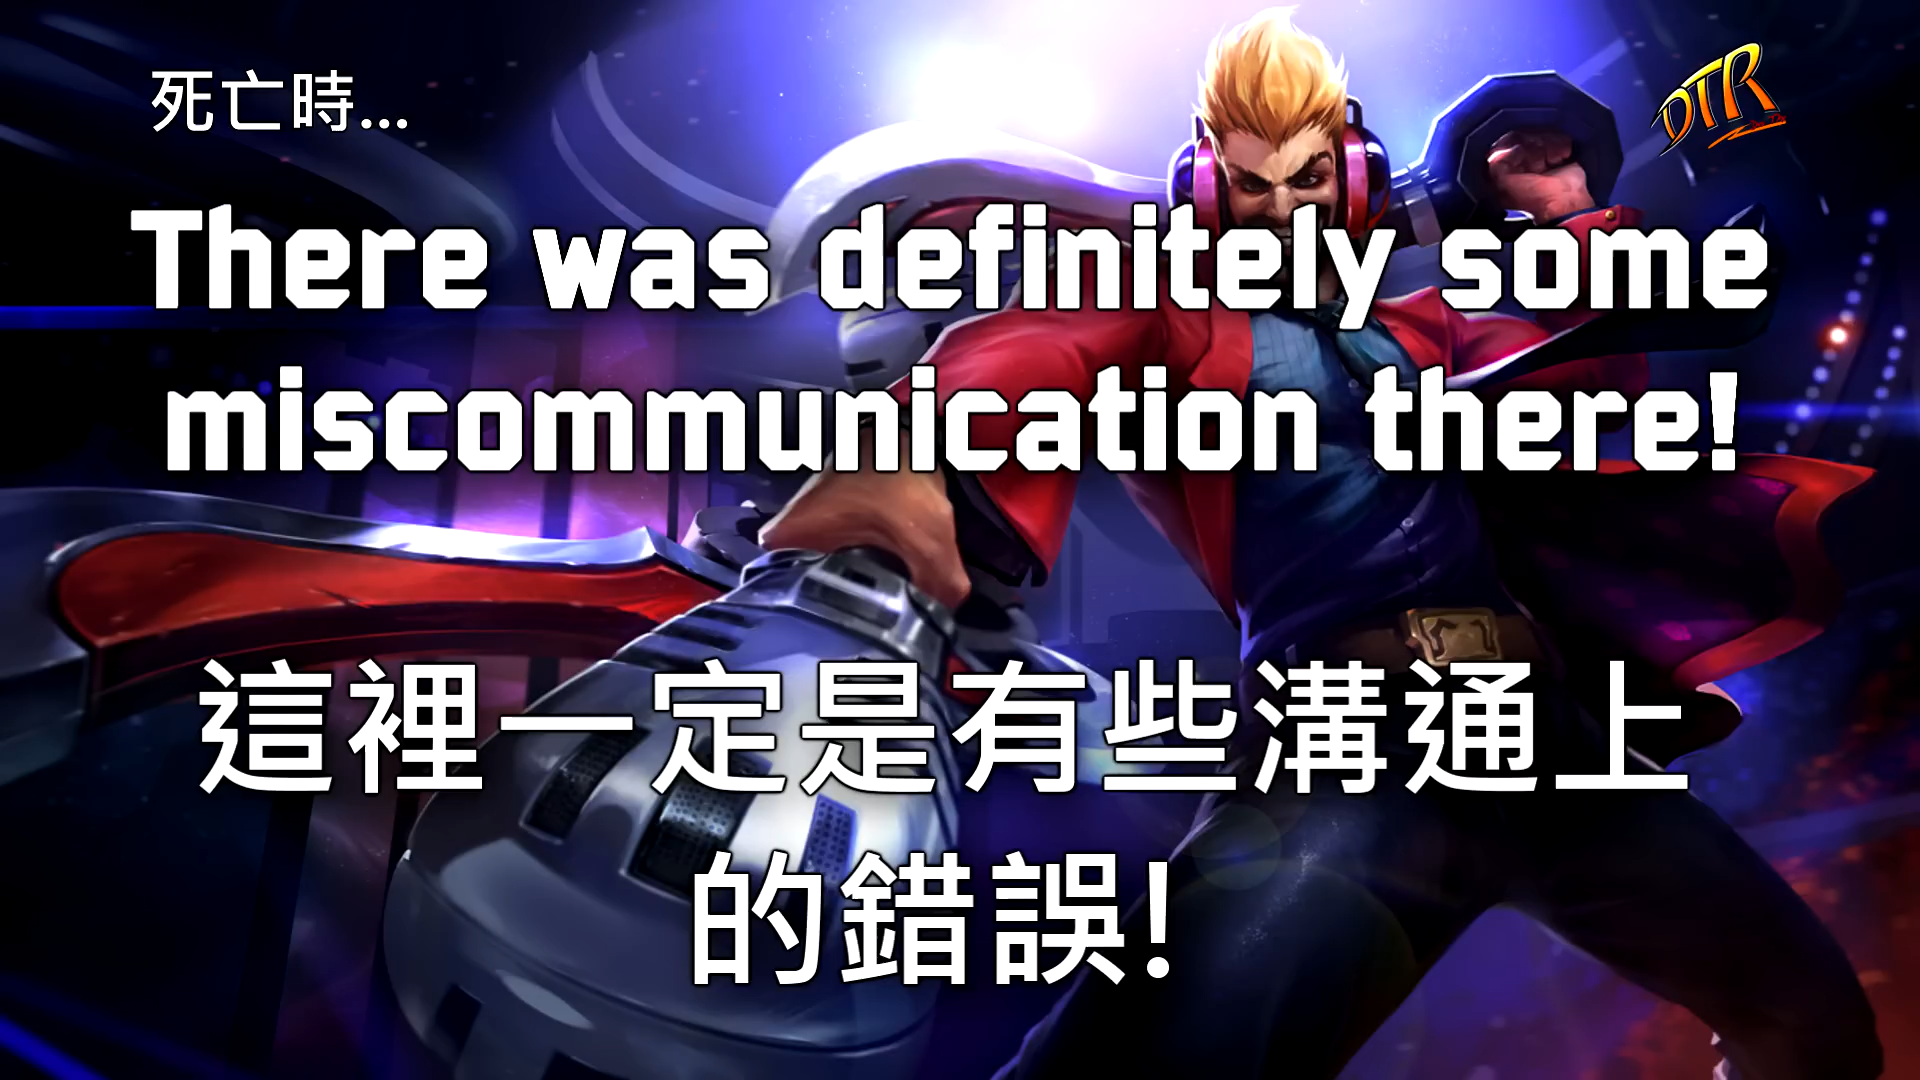 死亡時...
DTR
There was definitely some
miscommunication there!
這裡一定是有些溝通上
的錯誤!